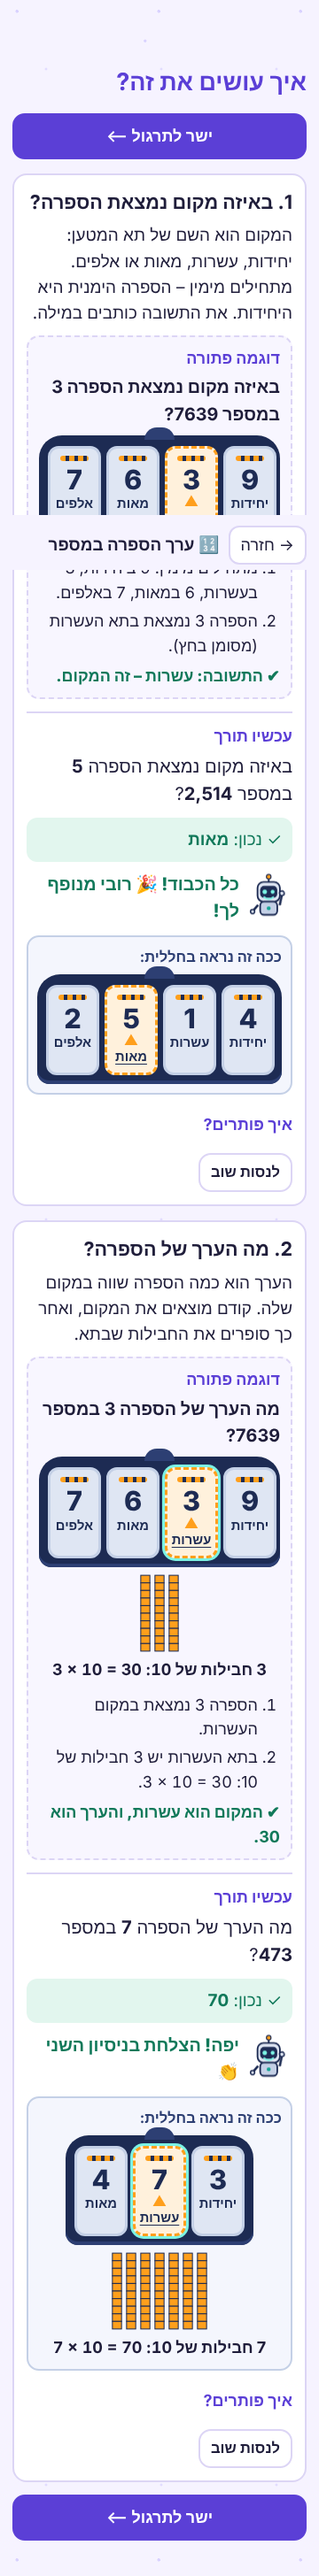 איך עושים את זה?
ישר לתרגול ←
1. באיזה מקום נמצאת הספרה?
המקום הוא השם של תא המטען:
יחידות, עשרות, מאות או אלפים.
מתחילים מימין – הספרה הימנית היא
היחידות. את התשובה כותבים במילה.
דוגמה פתורה
באיזה מקום נמצאת הספרה 3
במספר 7639?
7 6 3 9
אלפים מאות יחידות
→ חזרה
🔢 ערך הספרה במספר
בעשרות, 6 במאות, 7 באלפים.
2. הספרה 3 נמצאת בתא העשרות
(מסומן בחץ).
✔ התשובה: עשרות – זה המקום.
עכשיו תורך
באיזה מקום נמצאת הספרה 5
במספר 2,514?
✓ נכון: מאות
כל הכבוד! 🎉 רובי מנופף
לך!
ככה זה נראה בחללית:
2 5 1 4
אלפים מאות עשרות יחידות
איך פותרים?
לנסות שוב
2. מה הערך של הספרה?
הערך הוא כמה הספרה שווה במקום
שלה. קודם מוצאים את המקום, ואחר
כך סופרים את החבילות שבתא.
דוגמה פתורה
מה הערך של הספרה 3 במספר
7639?
7 6 3 9
אלפים מאות עשרות יחידות
3 חבילות של 10: 30 = 10 × 3
1. הספרה 3 נמצאת במקום
העשרות.
2. בתא העשרות יש 3 חבילות של
10: 30 = 10 × 3.
✔ המקום הוא עשרות, והערך הוא
30.
עכשיו תורך
מה הערך של הספרה 7 במספר
473?
✓ נכון: 70
יפה! הצלחת בניסיון השני
👏
ככה זה נראה בחללית:
4 7 3
מאות עשרות יחידות
7 חבילות של 10: 70 = 10 × 7
איך פותרים?
לנסות שוב
ישר לתרגול ←